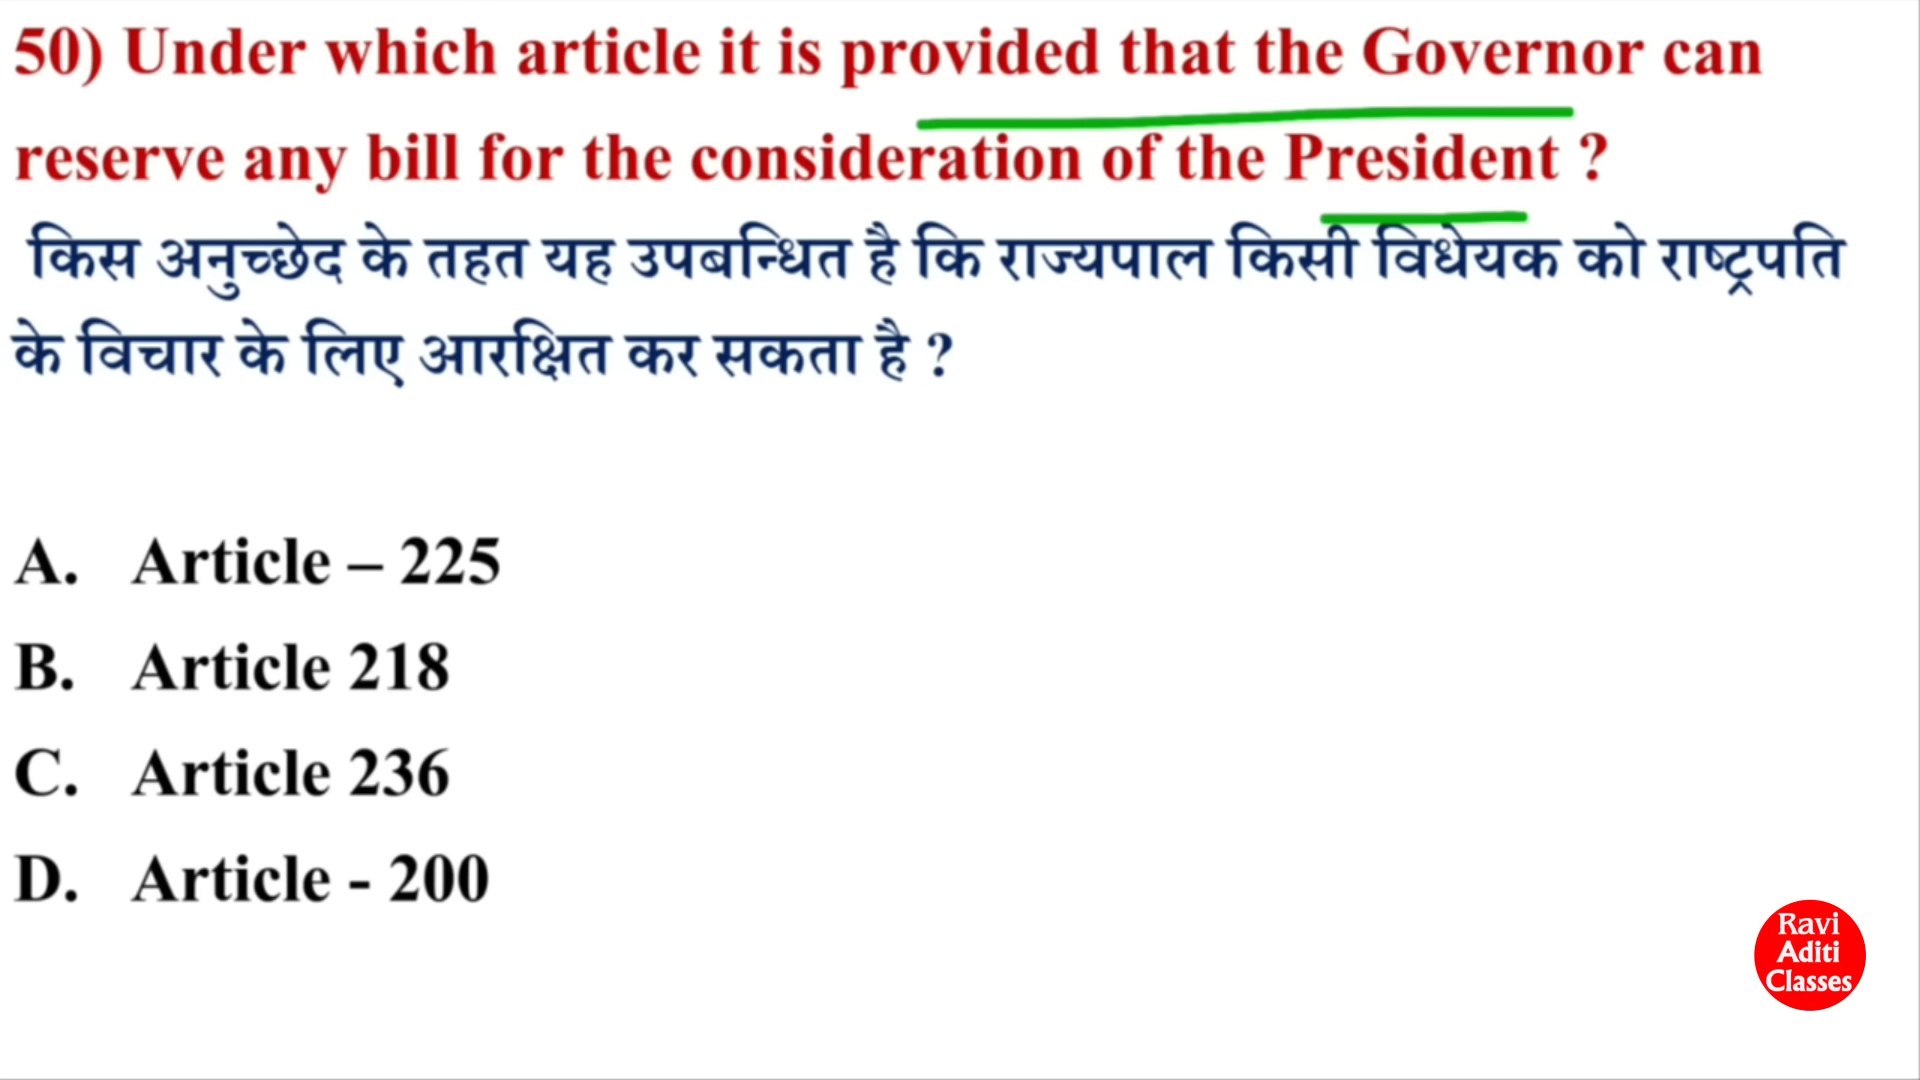 50) Under which article it is provided that the Governor can
reserve any bill for the consideration of the President ?
किस अनुच्छेद के तहत यह उपबन्धित है कि राज्यपाल किसी विधेयक को राष्ट्रपति
के विचार के लिए आरक्षित कर सकता है ?
A. Article – 225
B. Article 218
C. Article 236
D. Article - 200
Ravi
Aditi
Classes